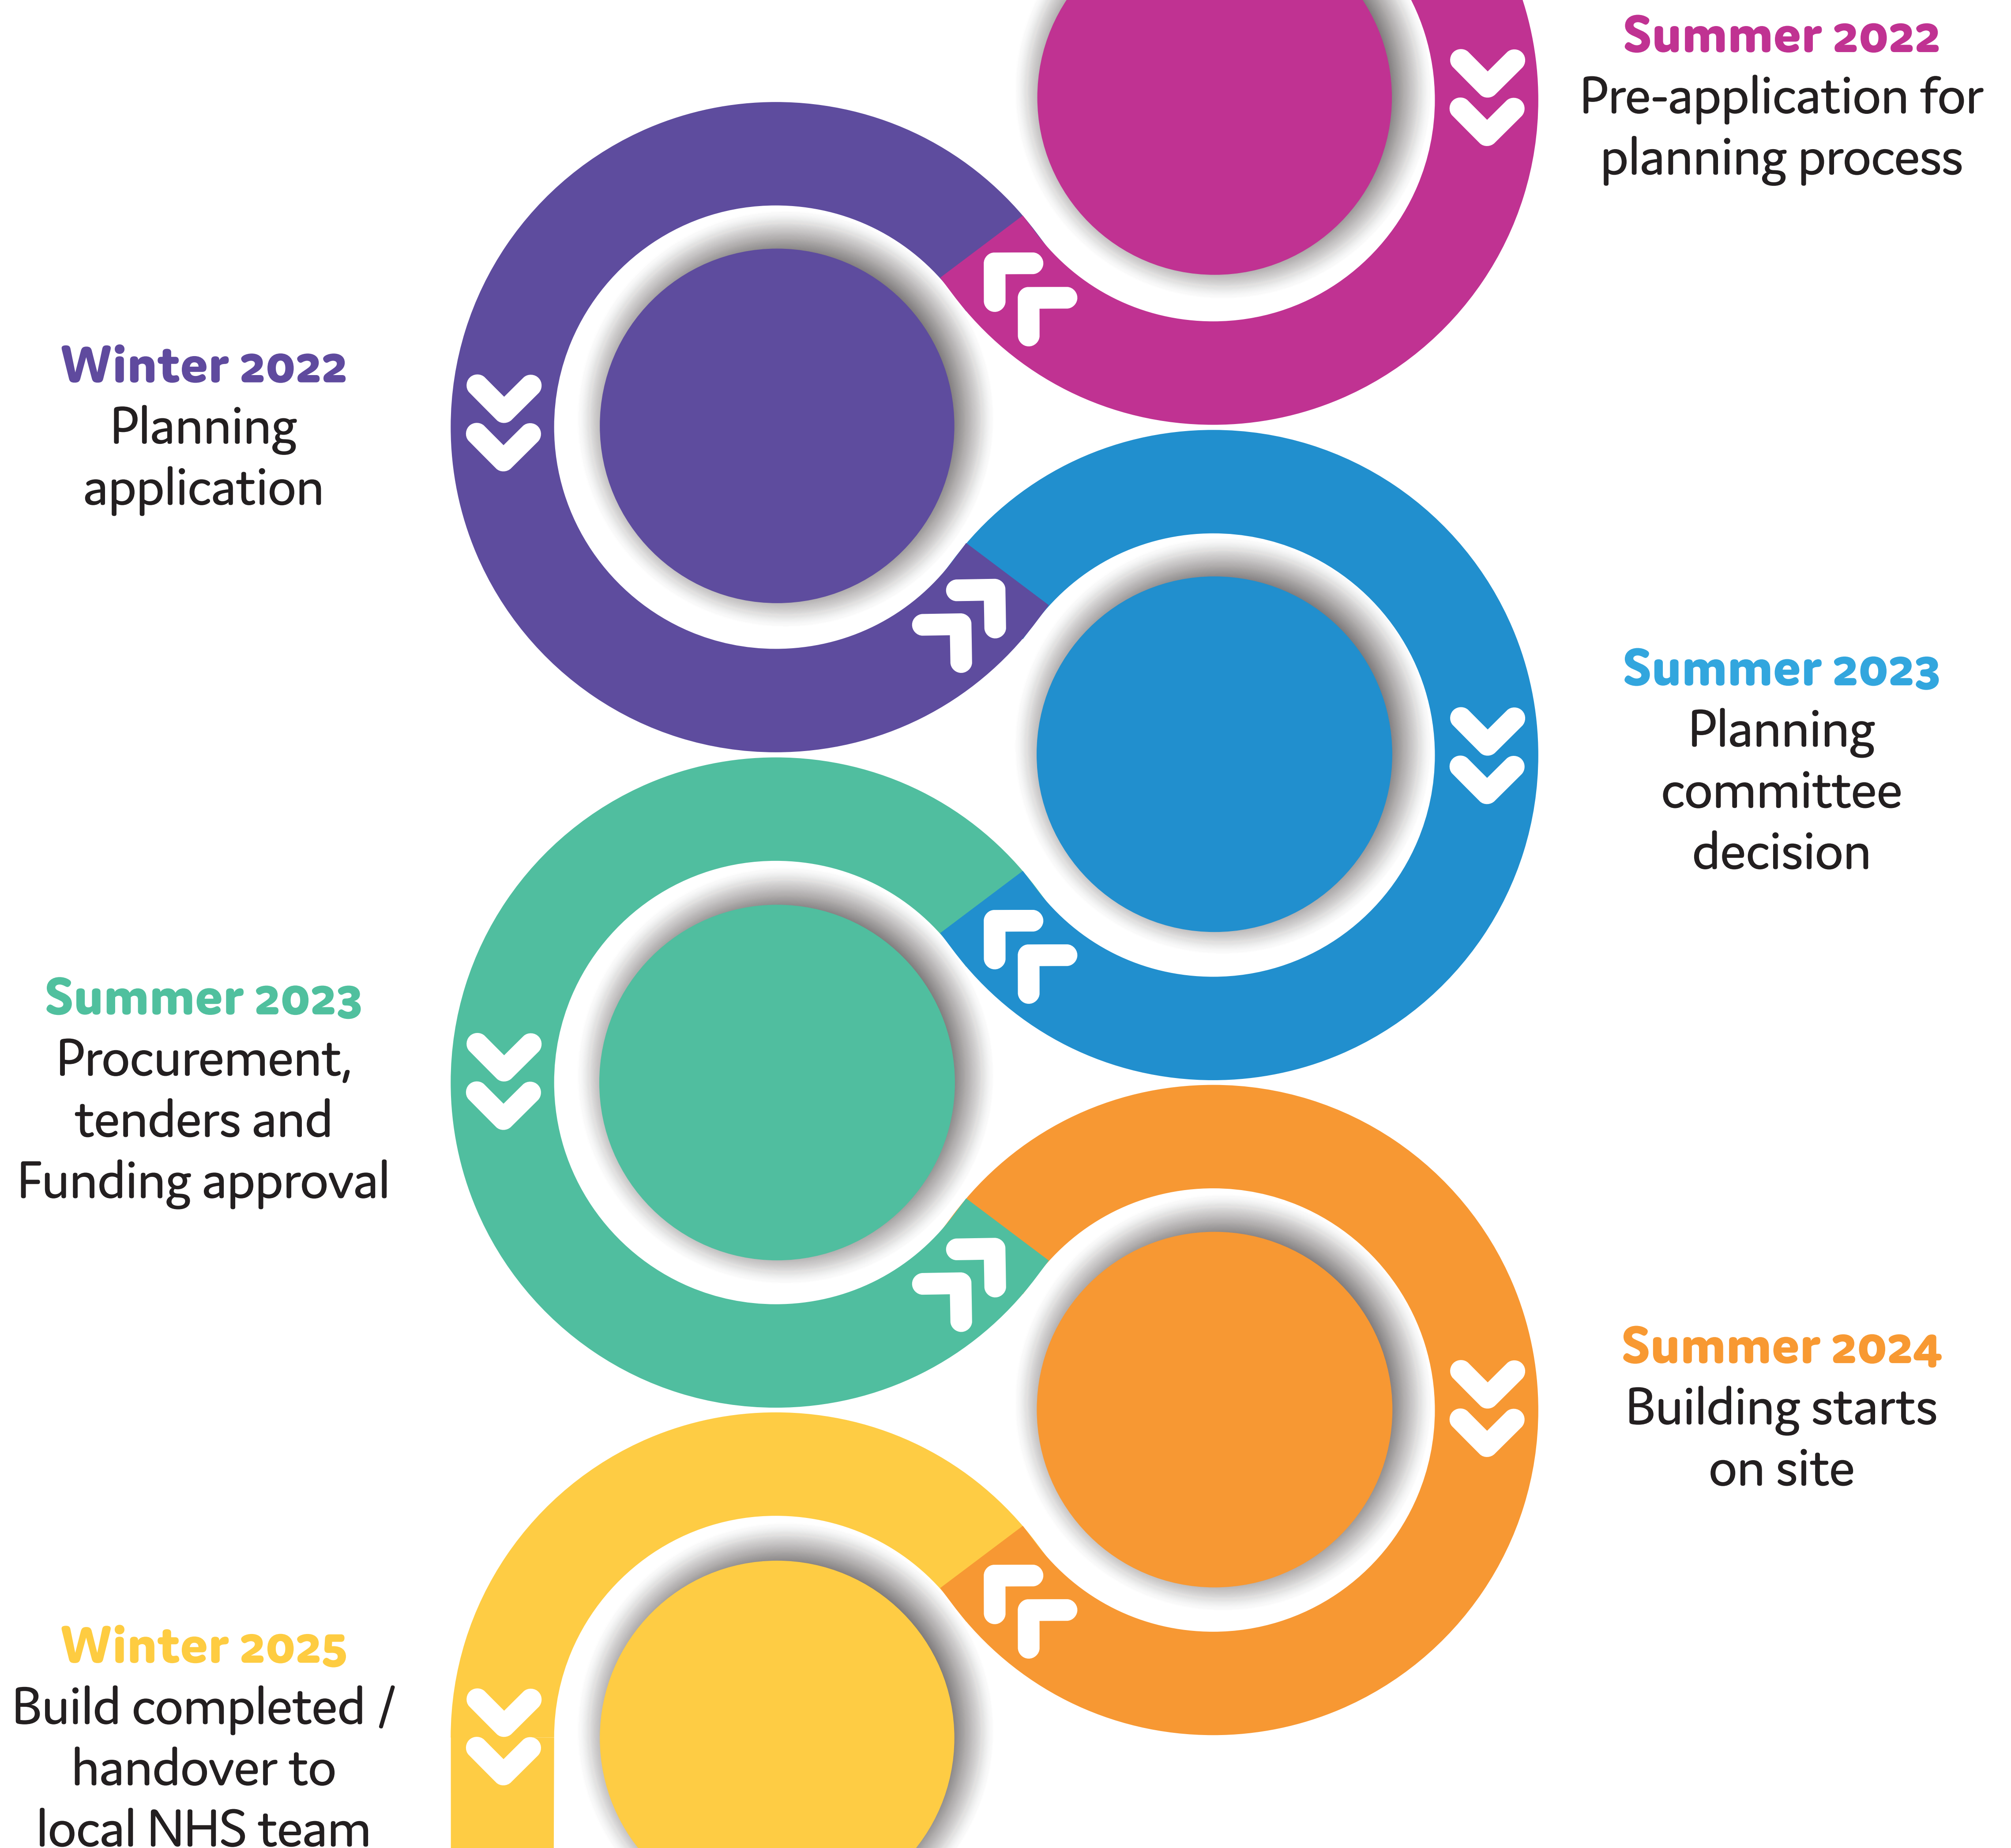 Summer 2022
Pre-application for
planning process
Winter 2022
Planning
application
Summer 2023
Planning
committee
decision
Summer 2023
Procurement,
tenders and
Funding approval
Summer 2024
Building starts
on site
Winter 2025
Build completed /
handover to
local NHS team